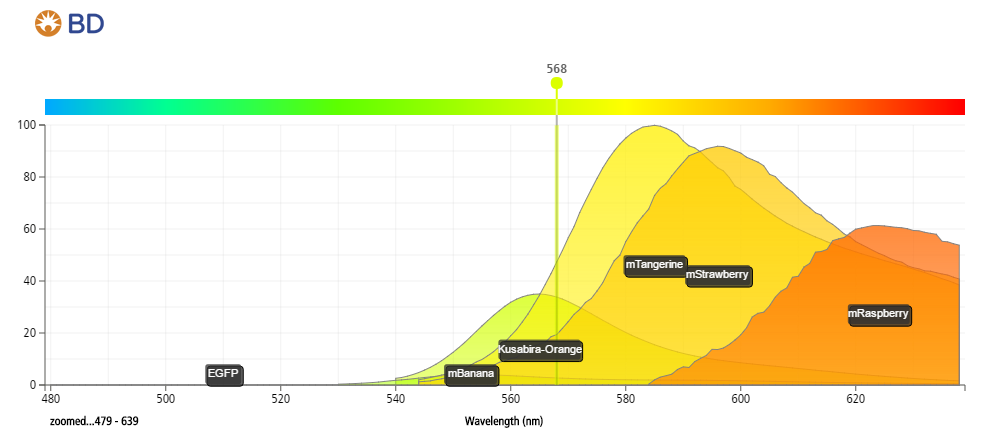 BD
568
100
80
60
40
20
0
mTangerine
mStrawberry
mRaspberry
Kusabira-Orange
EGFP
mBanana
480 500 520 540 560 580 600 620
zoomed...479 - 639
Wavelength (nm)